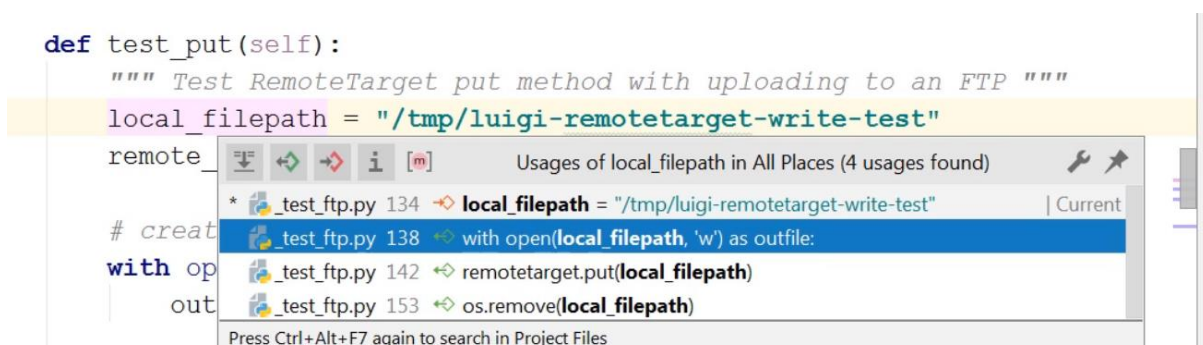 def test_put(self):
""" Test RemoteTarget put method with uploading to an FTP """
local_filepath = "/tmp/luigi-remotetarget-write-test"
remote_
Usages of local_filepath in All Places (4 usages found)
* _test_ftp.py 134 local_filepath = "/tmp/luigi-remotetarget-write-test" | Current
_test_ftp.py 138 with open(local_filepath, 'w') as outfile:
_test_ftp.py 142 remotetarget.put(local_filepath)
_test_ftp.py 153 os.remove(local_filepath)
Press Ctrl+Alt+F7 again to search in Project Files
# creat
with op
out